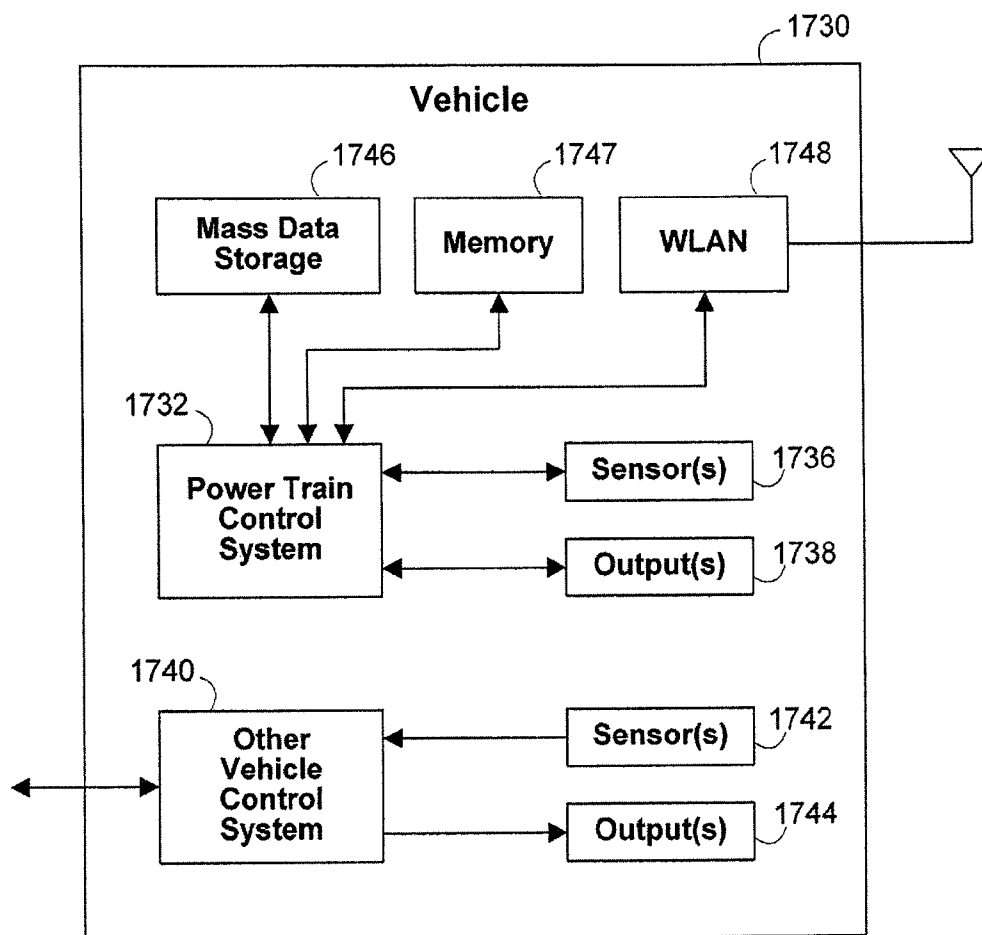 1730
Vehicle
1746
1747
1748
Mass Data
Storage
Memory
WLAN
1732
Power Train
Control
System
Sensor(s)
1736
Output(s)
1738
1740
Other
Vehicle
Control
System
Sensor(s)
1742
Output(s)
1744